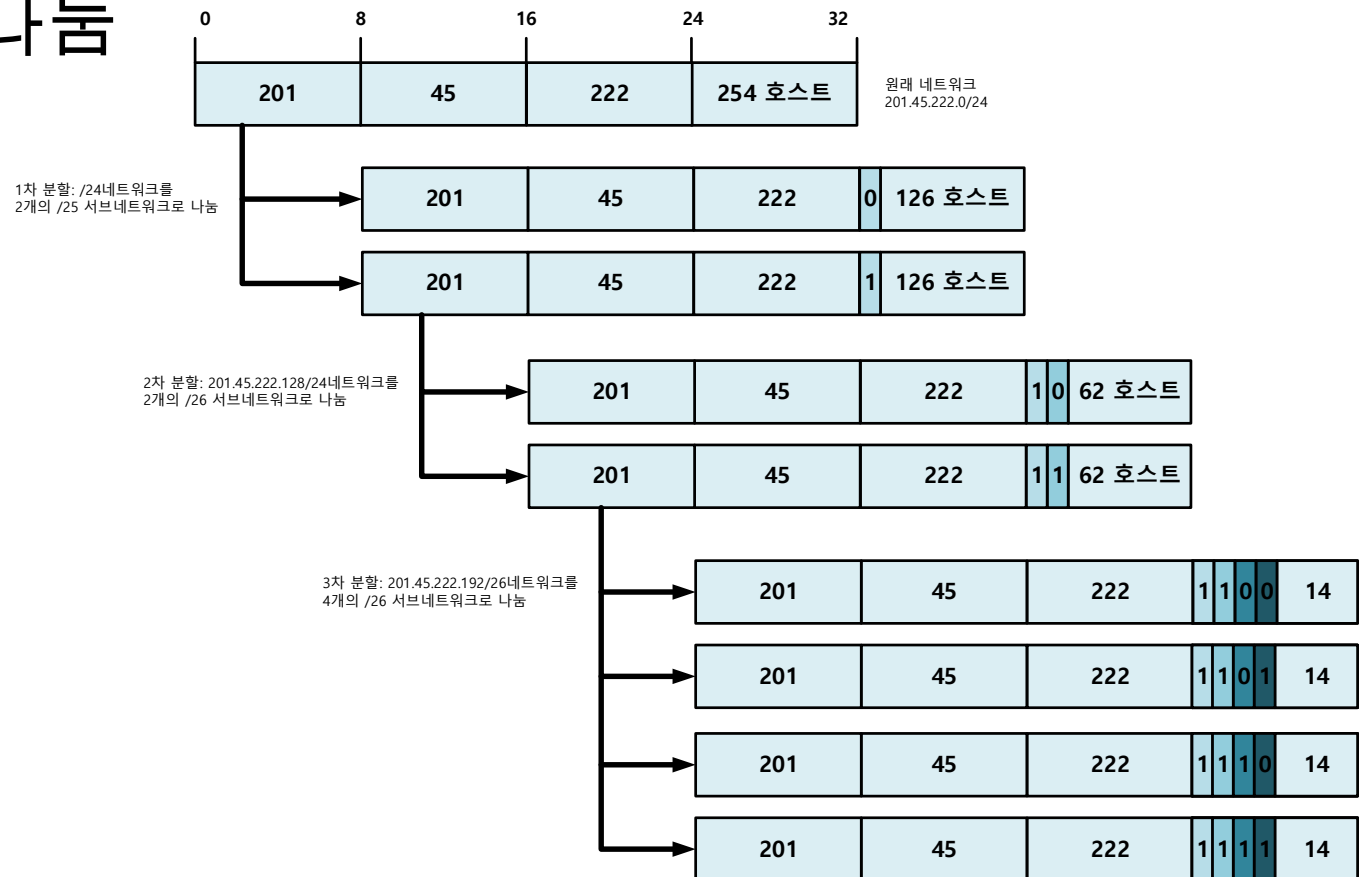 나눔
0 8 16 24 32
201 45 222 254 호스트
원래 네트워크
201.45.222.0/24
1차 분할: /24네트워크를
2개의 /25 서브네트워크로 나눔
201 45 222 0 126 호스트
201 45 222 1 126 호스트
2차 분할: 201.45.222.128/24네트워크를
2개의 /26 서브네트워크로 나눔
201 45 222 1 0 62 호스트
201 45 222 1 1 62 호스트
3차 분할: 201.45.222.192/26네트워크를
4개의 /26 서브네트워크로 나눔
201 45 222 1 1 0 0 14
201 45 222 1 1 0 1 14
201 45 222 1 1 1 0 14
201 45 222 1 1 1 1 14